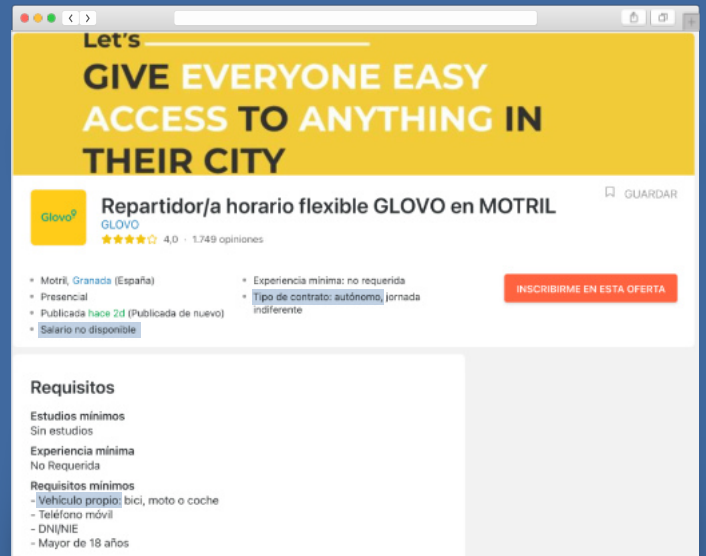 Let's
GIVE EVERYONE EASY
ACCESS TO ANYTHING IN
THEIR CITY
GUARDAR
Glovo
Repartidor/a horario flexible GLOVO en MOTRIL
GLOVO
4,0 · 1.749 opiniones
Motril, Granada (España)
Presencial
Publicada hace 2d (Publicada de nuevo)
Salario no disponible
Experiencia mínima: no requerida
Tipo de contrato: autónomo, jornada
indiferente
INSCRIBIRME EN ESTA OFERTA
Requisitos
Estudios mínimos
Sin estudios
Experiencia mínima
No Requerida
Requisitos mínimos
- Vehículo propio: bici, moto o coche
- Teléfono móvil
- DNI/NIE
- Mayor de 18 años